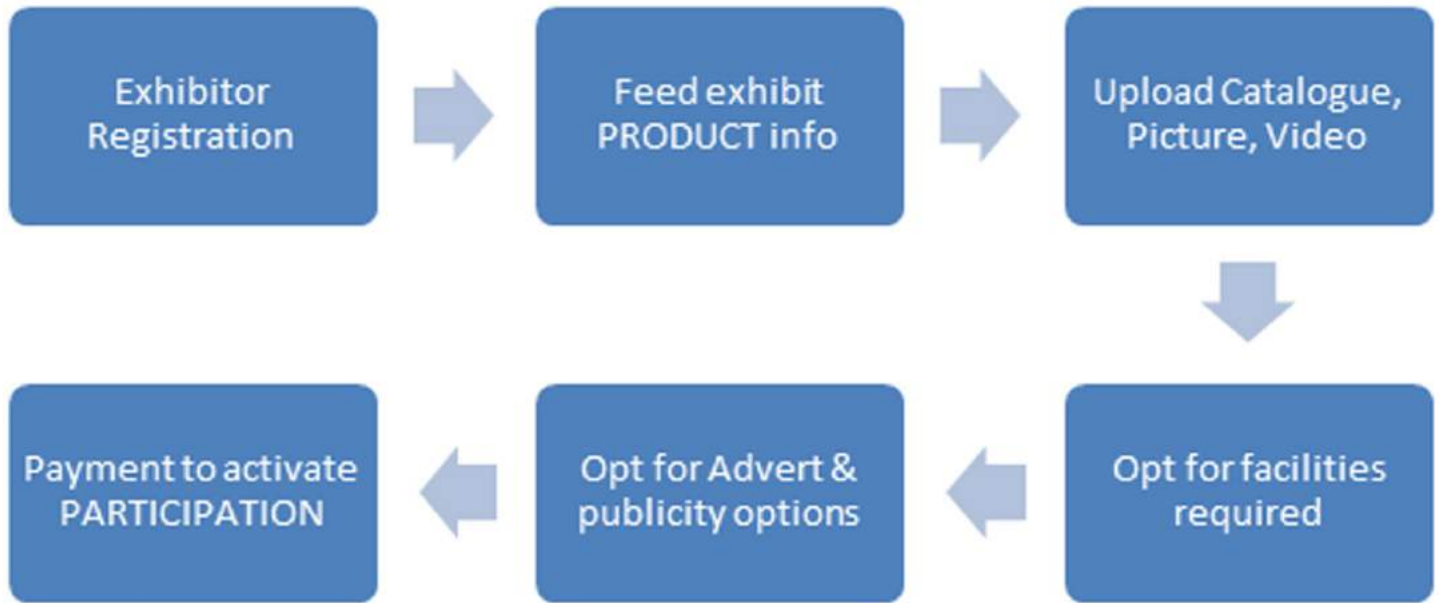 Exhibitor
Registration
Feed exhibit
PRODUCT info
Upload Catalogue,
Picture, Video
Opt for facilities
required
Opt for Advert &
publicity options
Payment to activate
PARTICIPATION